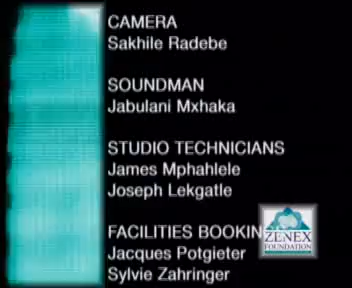 CAMERA
Sakhile Radebe
SOUNDMAN
Jabulani Mxhaka
STUDIO TECHNICIANS
James Mphahlele
Joseph Lekgatle
FACILITIES BOOKIN
Jacques Potgieter
Sylvie Zahringer
ZENEX
FOUNDATION